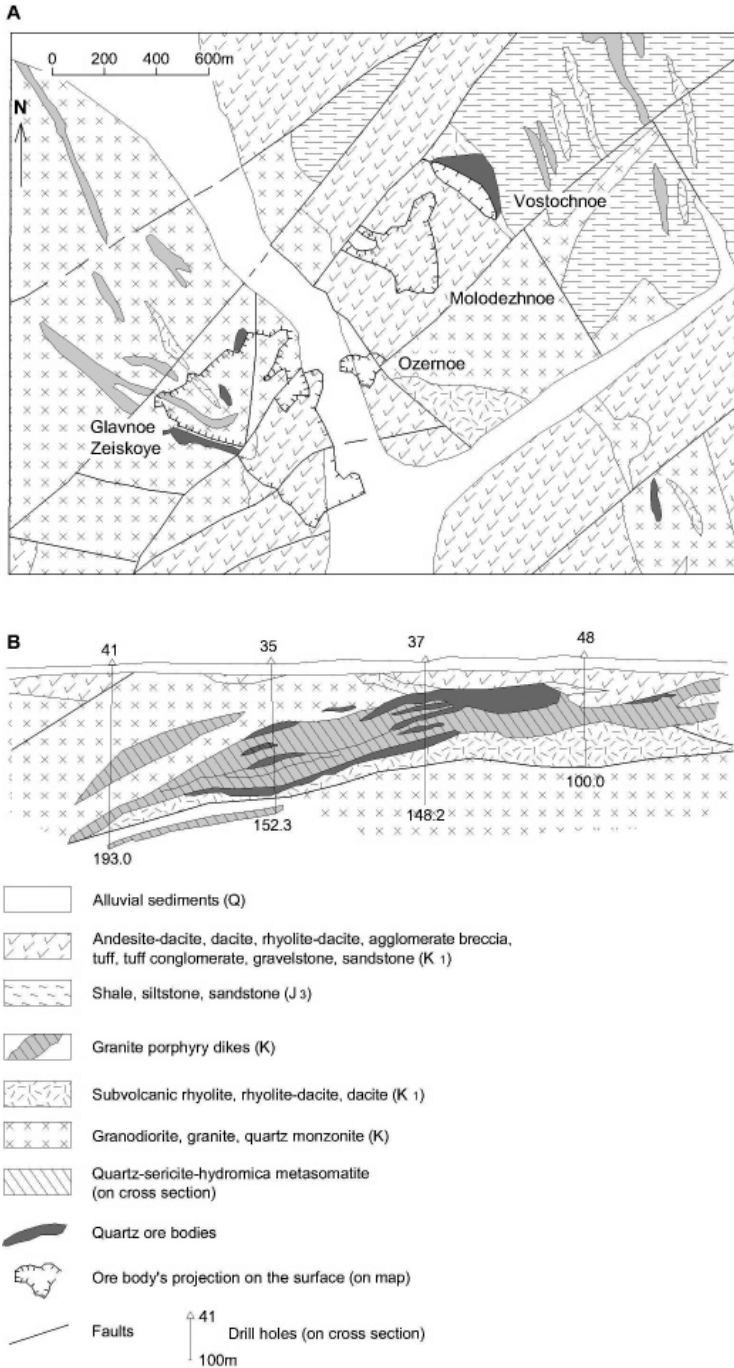 A
0 200 400 600m
N
Vostochnoe
Molodezhnoe
Ozernoe
Glavnoe
Zeiskoye
B
41 35 37 48
100.0
148.2
152.3
193.0
Alluvial sediments (Q)
Andesite-dacite, dacite, rhyolite-dacite, agglomerate breccia,
tuff, tuff conglomerate, gravelstone, sandstone (K 1)
Shale, siltstone, sandstone (J 3)
Granite porphyry dikes (K)
Subvolcanic rhyolite, rhyolite-dacite, dacite (K 1)
Granodiorite, granite, quartz monzonite (K)
Quartz-sericite-hydromica metasomatite
(on cross section)
Quartz ore bodies
Ore body's projection on the surface (on map)
Faults
41
Drill holes (on cross section)
100m